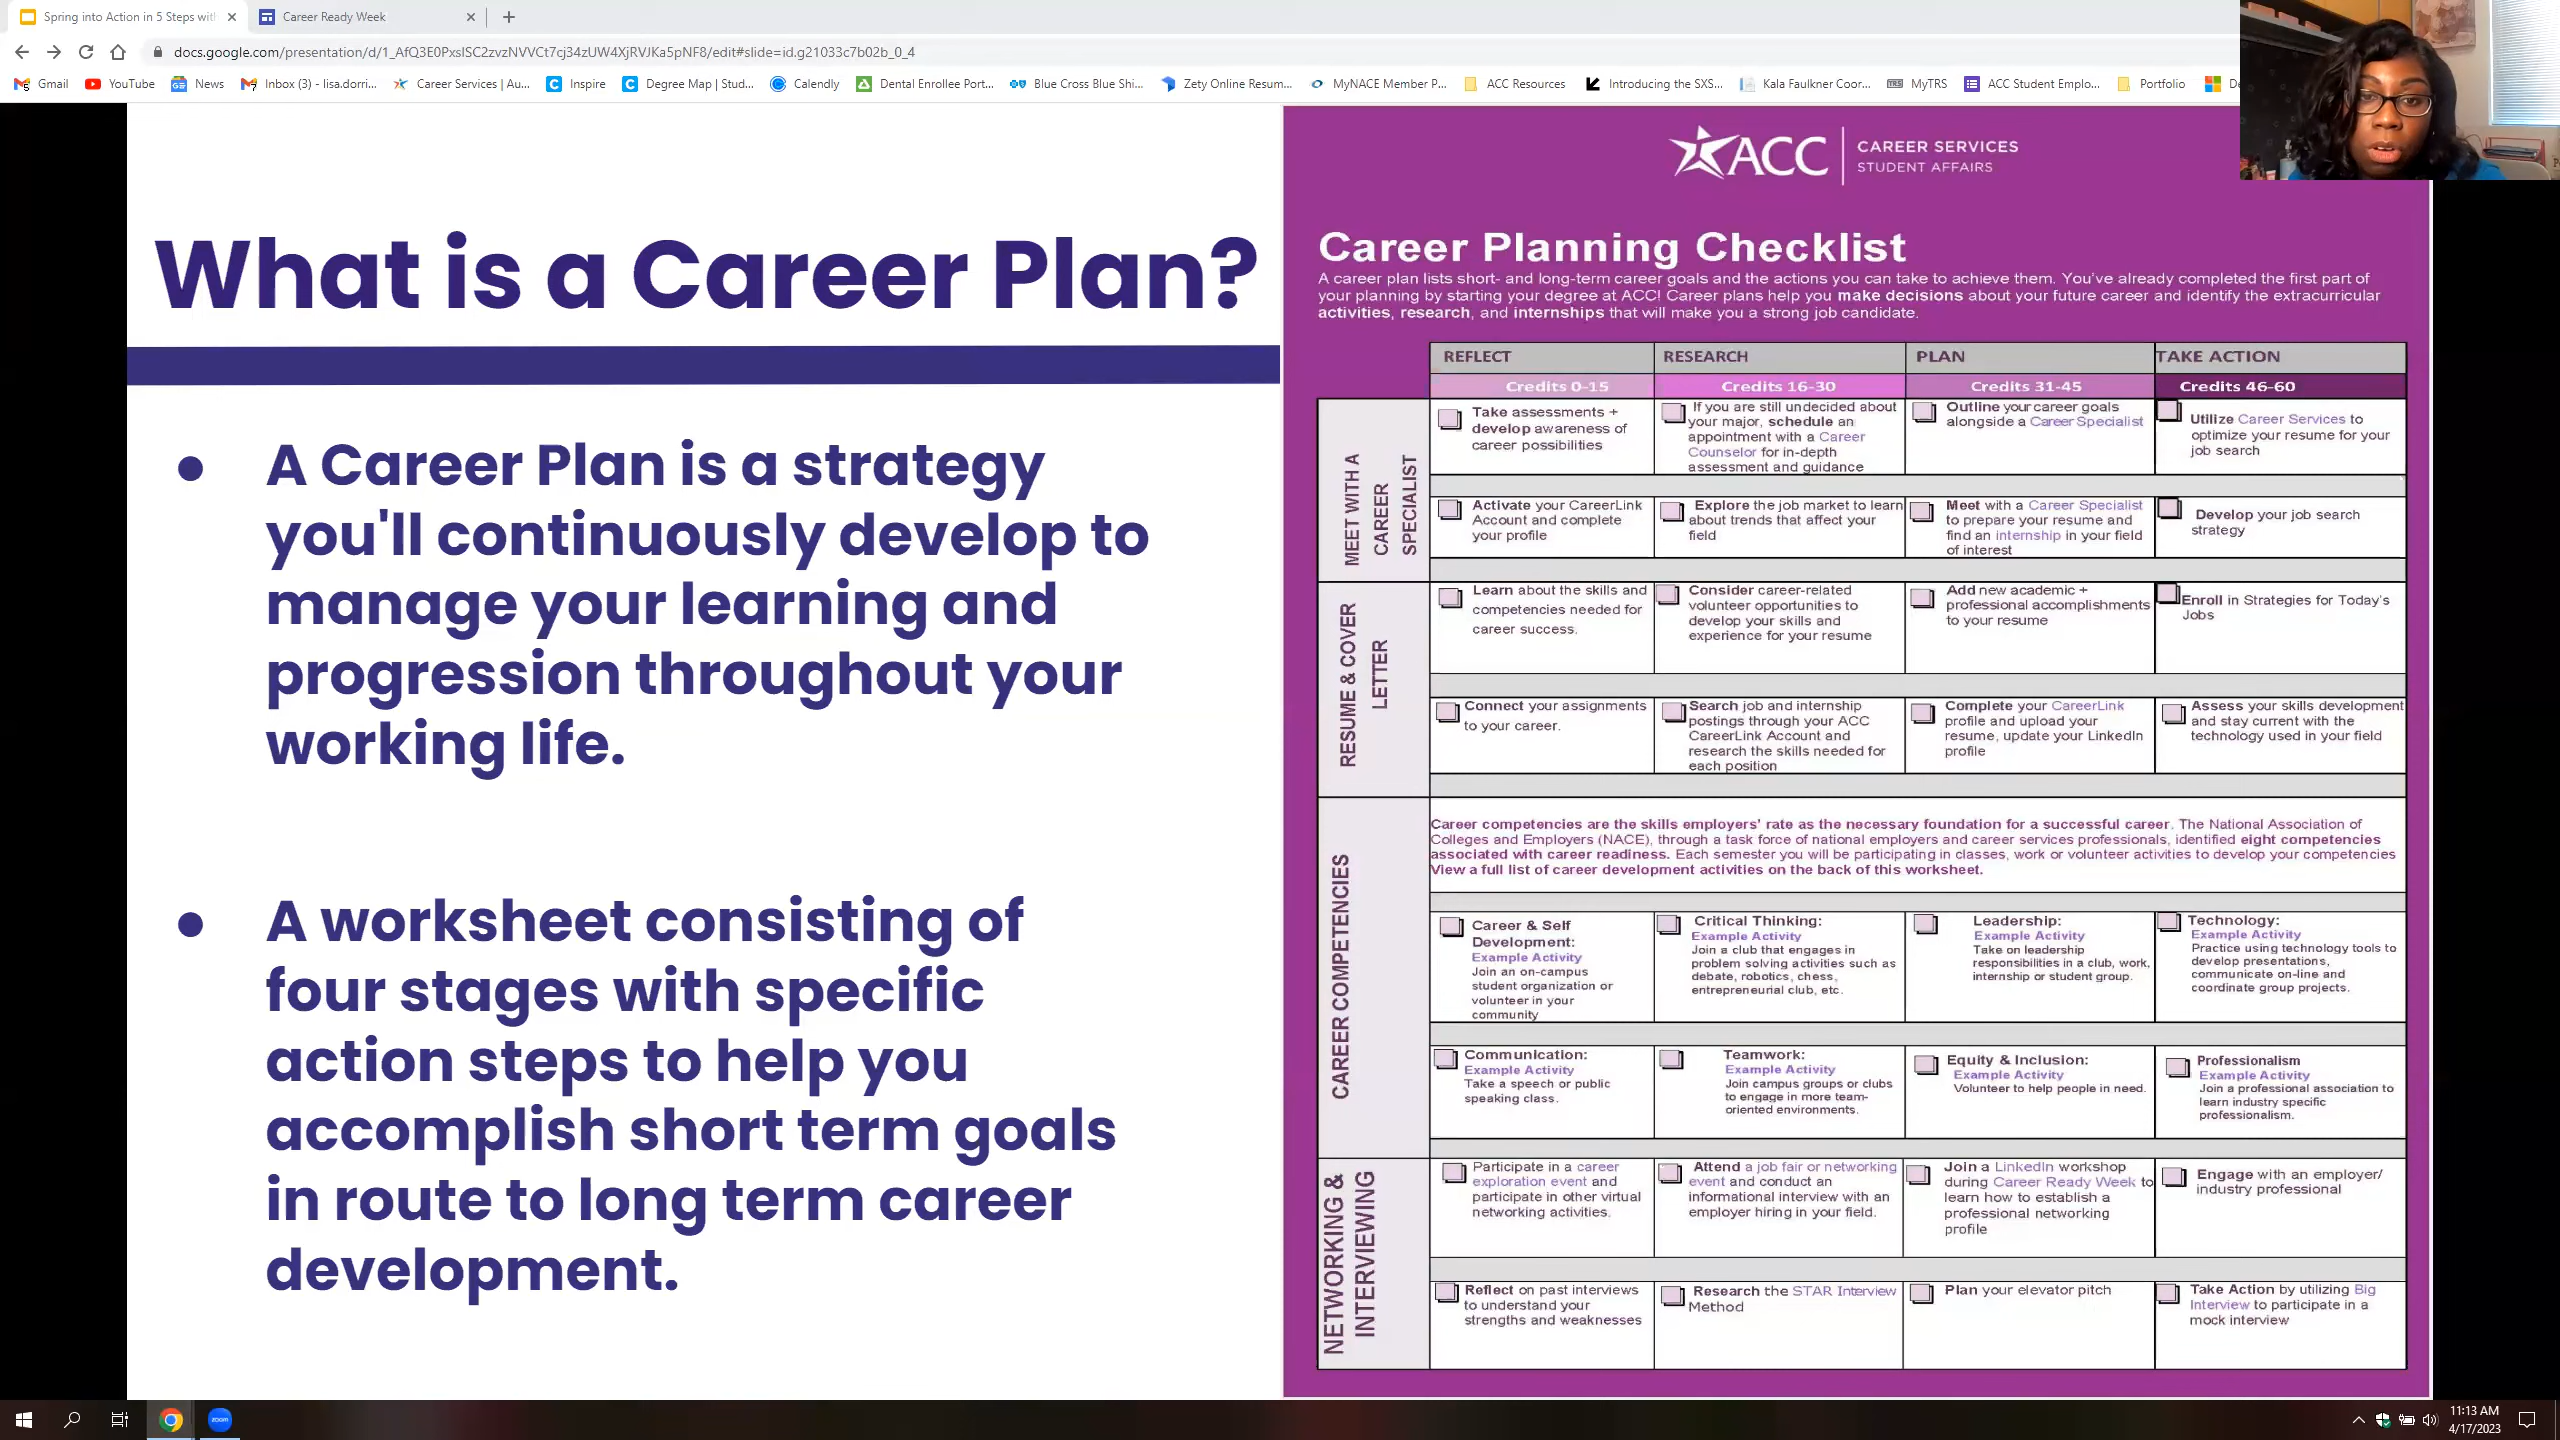 Spring into Action in 5 Steps with
Career Ready Week
docs.google.com/presentation/d/1_AfQ3E0PxslSC2zvzNVVCt7cj34zUW4XjRVJKa5pNF8/edit#slide=id.g21033c7b02b_0_4
Gmail
YouTube
News
Inbox (3) - lisa.dorri...
Career Services | Au...
Inspire
Degree Map | Stud...
Calendly
Dental Enrollee Port...
Blue Cross Blue Shi...
Zety Online Resum...
MyNACE Member P...
ACC Resources
Introducing the SXS...
Kala Faulkner Coor...
MyTRS
ACC Student Emplo...
Portfolio
What is a Career Plan?
● A Career Plan is a strategy
you'll continuously develop to
manage your learning and
progression throughout your
working life.
● A worksheet consisting of
four stages with specific
action steps to help you
accomplish short term goals
in route to long term career
development.
ACC
CAREER SERVICES
STUDENT AFFAIRS
Career Planning Checklist
A career plan lists short- and long-term career goals and the actions you can take to achieve them. You've already completed the first part of
your planning by starting your degree at ACC! Career plans help you make decisions about your future career and identify the extracurricular
activities, research, and internships that will make you a strong job candidate.
REFLECT
RESEARCH
PLAN
TAKE ACTION
Credits 0-15
Credits 16-30
Credits 31-45
Credits 46-60
MEET WITH A
CAREER
SPECIALIST
Take assessments +
develop awareness of
career possibilities
If you are still undecided about
your major, schedule an
appointment with a Career
Counselor for in-depth
assessment and guidance
Outline your career goals
alongside a Career Specialist
Utilize Career Services to
optimize your resume for your
job search
Activate your CareerLink
Account and complete
your profile
Explore the job market to learn
about trends that affect your
field
Meet with a Career Specialist
to prepare your resume and
find an internship in your field
of interest
Develop your job search
strategy
RESUME & COVER
LETTER
Learn about the skills and
competencies needed for
career success.
Consider career-related
volunteer opportunities to
develop your skills and
experience for your resume
Add new academic +
professional accomplishments
to your resume
Enroll in Strategies for Today's
Jobs
Connect your assignments
to your career.
Search job and internship
postings through your ACC
CareerLink Account and
research the skills needed for
each position
Complete your CareerLink
profile and upload your
resume, update your LinkedIn
profile
Assess your skills development
and stay current with the
technology used in your field
CAREER COMPETENCIES
Career competencies are the skills employers' rate as the necessary foundation for a successful career. The National Association of
Colleges and Employers (NACE), through a task force of national employers and career services professionals, identified eight competencies
associated with career readiness. Each semester you will be participating in classes, work or volunteer activities to develop your competencies
View a full list of career development activities on the back of this worksheet.
Career & Self
Development:
Example Activity
Join an on-campus
student organization or
volunteer in your
community
Critical Thinking:
Example Activity
Join a club that engages in
problem solving activities such as
debate, robotics, chess,
entrepreneurial club, etc.
Leadership:
Example Activity
Take on leadership
responsibilities in a club, work,
internship or student group.
Technology:
Example Activity
Practice using technology tools to
develop presentations,
communicate on-line and
coordinate group projects.
Communication:
Example Activity
Take a speech or public
speaking class.
Teamwork:
Example Activity
Join campus groups or clubs
to engage in more team-
oriented environments.
Equity & Inclusion:
Example Activity
Volunteer to help people in need.
Professionalism
Example Activity
Join a professional association to
learn industry specific
professionalism.
NETWORKING &
INTERVIEWING
Participate in a career
exploration event and
participate in other virtual
networking activities.
Attend a job fair or networking
event and conduct an
informational interview with an
employer hiring in your field.
Join a LinkedIn workshop
during Career Ready Week to
learn how to establish a
professional networking
profile
Engage with an employer/
industry professional
Reflect on past interviews
to understand your
strengths and weaknesses
Research the STAR Interview
Method
Plan your elevator pitch
Take Action by utilizing Big
Interview to participate in a
mock interview
zoom
11:13 AM
4/17/2023